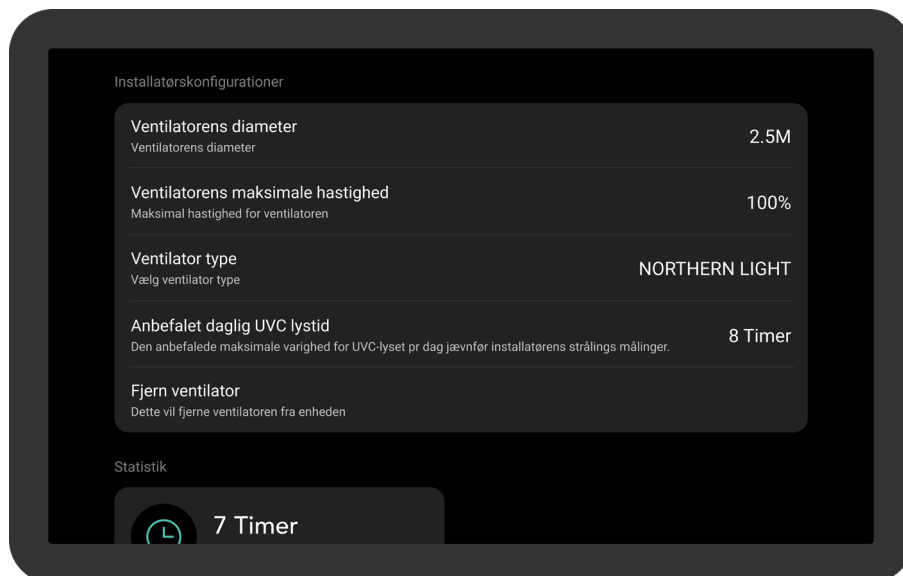 Installatørskonfigurationer
Ventilatorens diameter
Ventilatorens diameter
2.5M
Ventilatorens maksimale hastighed
Maksimal hastighed for ventilatoren
100%
Ventilator type
Vælg ventilator type
NORTHERN LIGHT
Anbefalet daglig UVC lystid
Den anbefalede maksimale varighed for UVC-lyset pr dag jævnfør installatørens strålings målinger.
8 Timer
Fjern ventilator
Dette vil fjerne ventilatoren fra enheden
Statistik
7 Timer